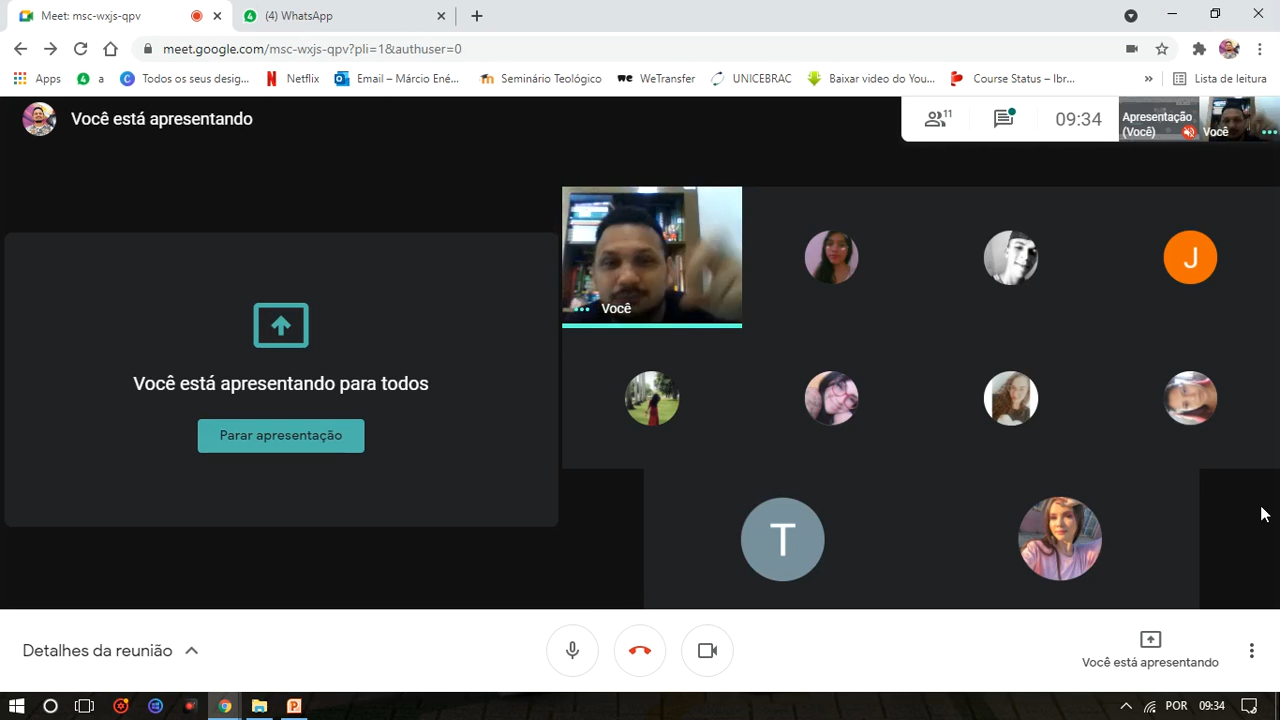 Meet: msc-wxjs-qpv
(4) WhatsApp
meet.google.com/msc-wxjs-qpv?pli=1&authuser=0
Apps
4 a
Todos os seus desig...
Netflix
Email – Márcio Ené...
Seminário Teológico
WeTransfer
UNICEBRAC
Baixar video do You...
Course Status – Ibr...
»
Lista de leitura
Você está apresentando
11
09:34
Apresentação
(Você)
Você
Você
J
Você está apresentando para todos
Parar apresentação
T
Detalhes da reunião
Você está apresentando
POR
09:34